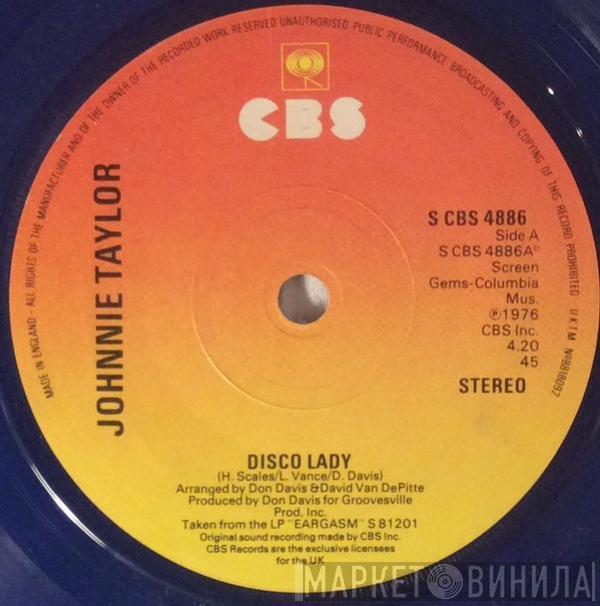 MADE IN ENGLAND - ALL RIGHTS OF THE MANUFACTURER AND OF THE OWNER OF THE RECORDED WORK RESERVED UNAUTHORISED PUBLIC PERFORMANCE BROADCASTING AND COPYING OF THIS RECORD PROHIBITED U.K.T.M. Nº 8818092
CBS
JOHNNIE TAYLOR
S CBS 4886
Side A
S CBS 4886Aᴰ
Screen
Gems-Columbia
Mus.
℗1976
CBS Inc.
4.20
45
STEREO
DISCO LADY
(H. Scales/L. Vance/D. Davis)
Arranged by Don Davis & David Van DePitte
Produced by Don Davis for Groovesville
Prod. Inc.
Taken from the LP ¨EARGASM¨ S 81201
Original sound recording made by CBS Inc.
CBS Records are the exclusive licensees
for the UK
МАРКЕТ ВИНИЛА